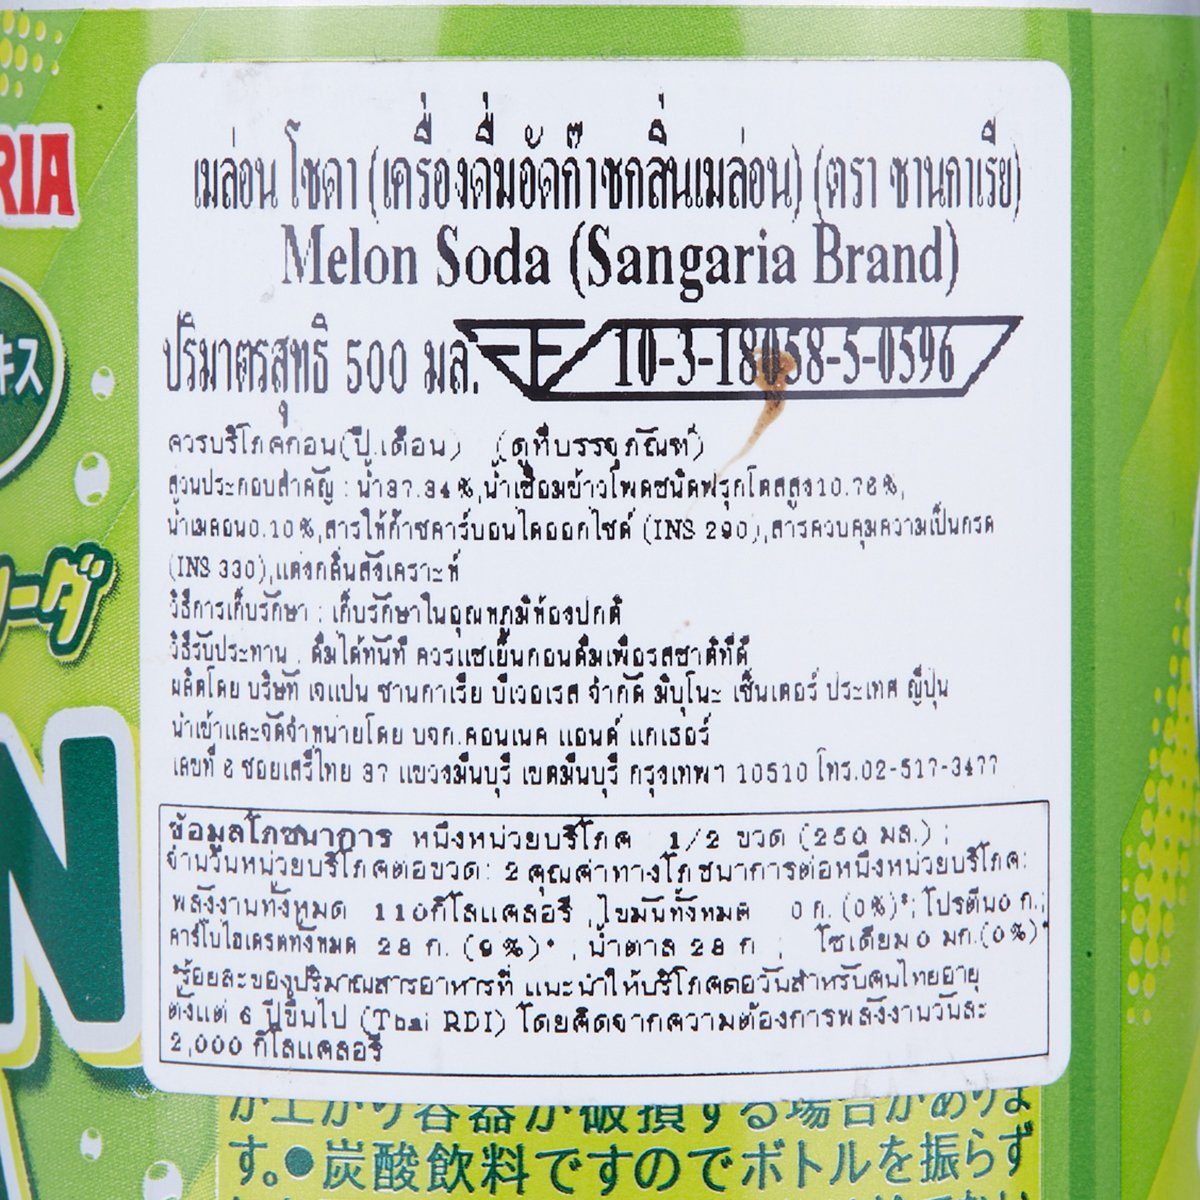 RIA
キス
ーダ
N
เมล่อน โซดา (เครื่องดื่มอัดก๊าซกลิ่นเมล่อน) (ตรา ซานกาเรีย)
Melon Soda (Sangaria Brand)
ปริมาตรสุทธิ 500 มล. 10-3-18058-5-0596
ควรบริโภคก่อน(ปี.เดือน) (ดูที่บรรจุภัณฑ์)
ส่วนประกอบสำคัญ : น้ำ87.84%,น้ำเชื่อมข้าวโพดชนิดฟรุกโตสสูง10.76%,
น้ำเมล่อน0.10%,สารให้ก๊าซคาร์บอนไดออกไซด์ (INS 290),สารควบคุมความเป็นกรด
(INS 330),แต่งกลิ่นสังเคราะห์
วิธีการเก็บรักษา : เก็บรักษาในอุณหภูมิห้องปกติ
วิธีรับประทาน : ดื่มได้ทันที ควรแช่เย็นก่อนดื่มเพื่อรสชาติที่ดี
ผลิตโดย บริษัท เจแปน ซานกาเรีย บีเวอเรส จำกัด มิบุโนะ เซ็นเตอร์ ประเทศ ญี่ปุ่น
นำเข้าและจัดจำหน่ายโดย บจก.คอนเนค แอนด์ แกเธอร์
เลขที่ 6 ซอยเสรีไทย 87 แขวงมีนบุรี เขตมีนบุรี กรุงเทพฯ 10510 โทร.02-517-3477
ข้อมูลโภชนาการ หนึ่งหน่วยบริโภค 1/2 ขวด (250 มล.) ;
จำนวนหน่วยบริโภคต่อขวด: 2 คุณค่าทางโภชนาการต่อหนึ่งหน่วยบริโภค:
พลังงานทั้งหมด 110กิโลแคลอรี ,ไขมันทั้งหมด 0 ก. (0%)*; โปรตีน0 ก.;
คาร์โบไฮเดรตทั้งหมด 28 ก. (9%)* ; น้ำตาล 28 ก ; โซเดียม0 มก.(0%)*
*ร้อยละของปริมาณสารอาหารที่ แนะนำให้บริโภคต่อวันสำหรับคนไทยอายุ
ตั้งแต่ 6 ปีขึ้นไป (Thai RDI) โดยคิดจากความต้องการพลังงานวันละ
2,000 กิโลแคลอรี
が上がり容器が破損する場合がありま
す。●炭酸飲料ですのでボトルを振らず